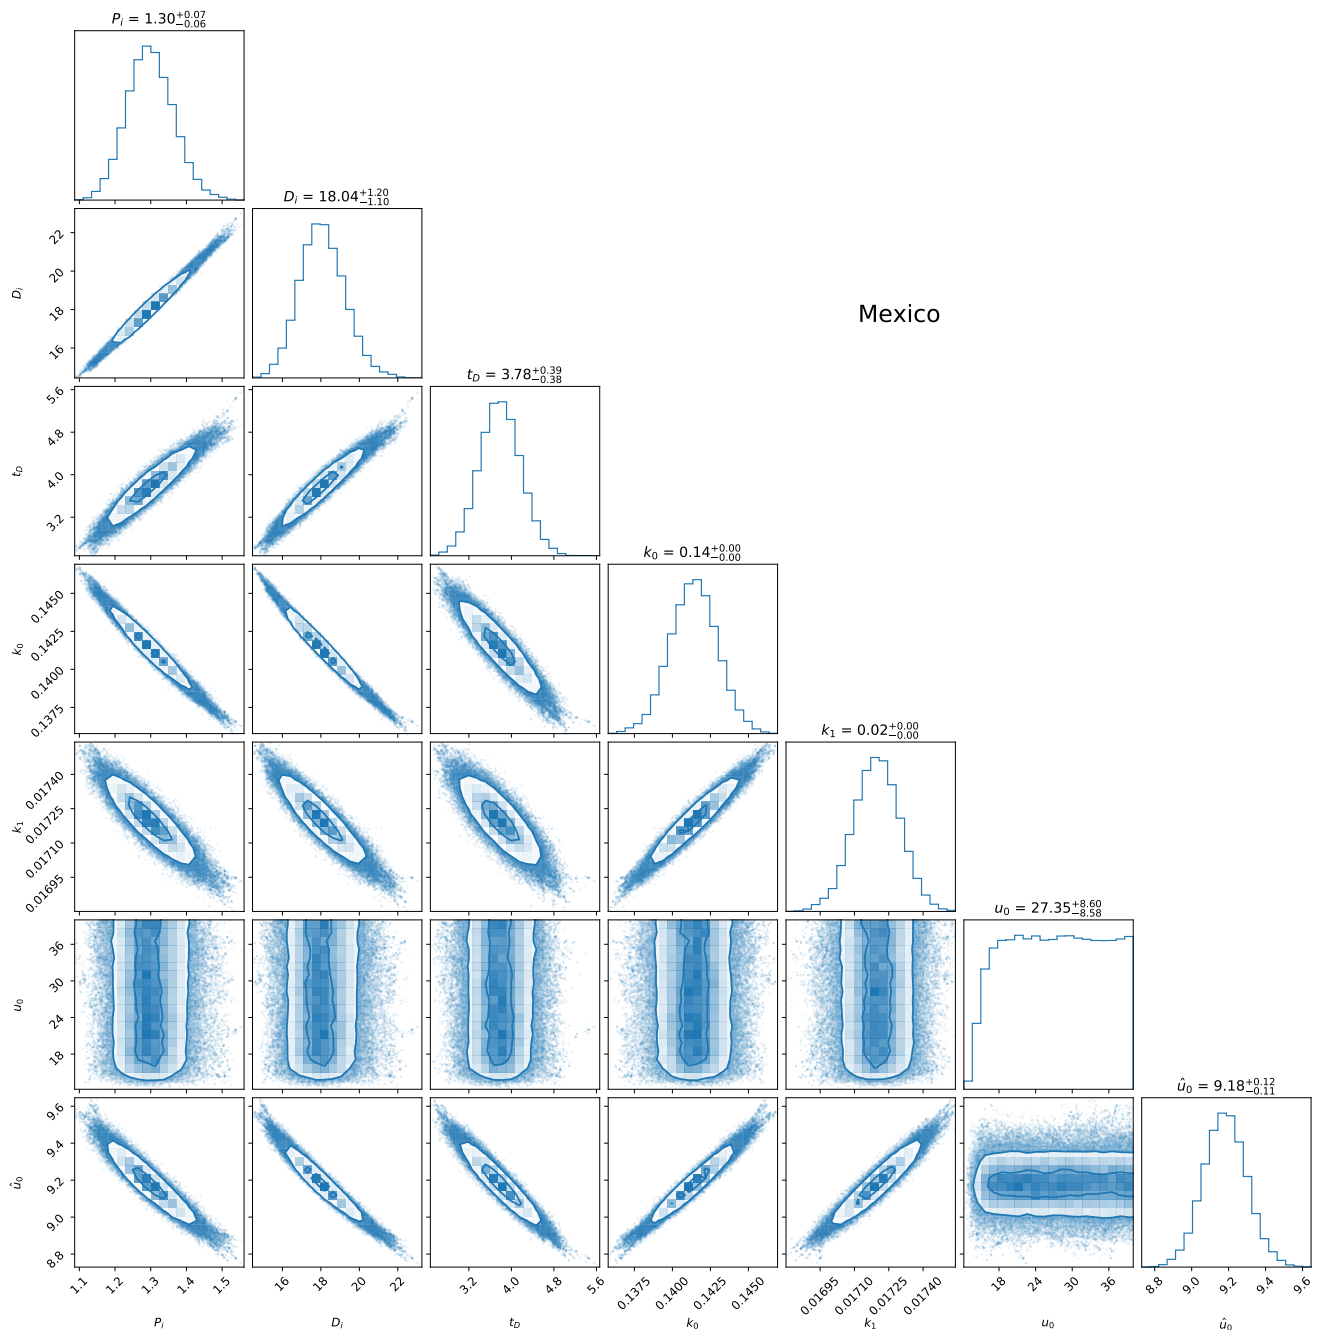 P_i = 1.30^{+0.07}_{-0.06}
D_i = 18.04^{+1.20}_{-1.10}
22
20
18
16
D_i
Mexico
t_D = 3.78^{+0.39}_{-0.38}
5.6
4.8
4.0
3.2
t_D
k_0 = 0.14^{+0.00}_{-0.00}
0.1450
0.1425
0.1400
0.1375
k_0
k_1 = 0.02^{+0.00}_{-0.00}
0.01740
0.01725
0.01710
0.01695
k_1
u_0 = 27.35^{+8.60}_{-8.58}
36
30
24
18
u_0
û_0 = 9.18^{+0.12}_{-0.11}
9.6
9.4
9.2
9.0
8.8
û_0
1.1 1.2 1.3 1.4 1.5 16 18 20 22 3.2 4.0 4.8 5.6 0.1375 0.1400 0.1425 0.1450 0.01695 0.01710 0.01725 0.01740 18 24 30 36 8.8 9.0 9.2 9.4 9.6
P_i D_i t_D k_0 k_1 u_0 û_0